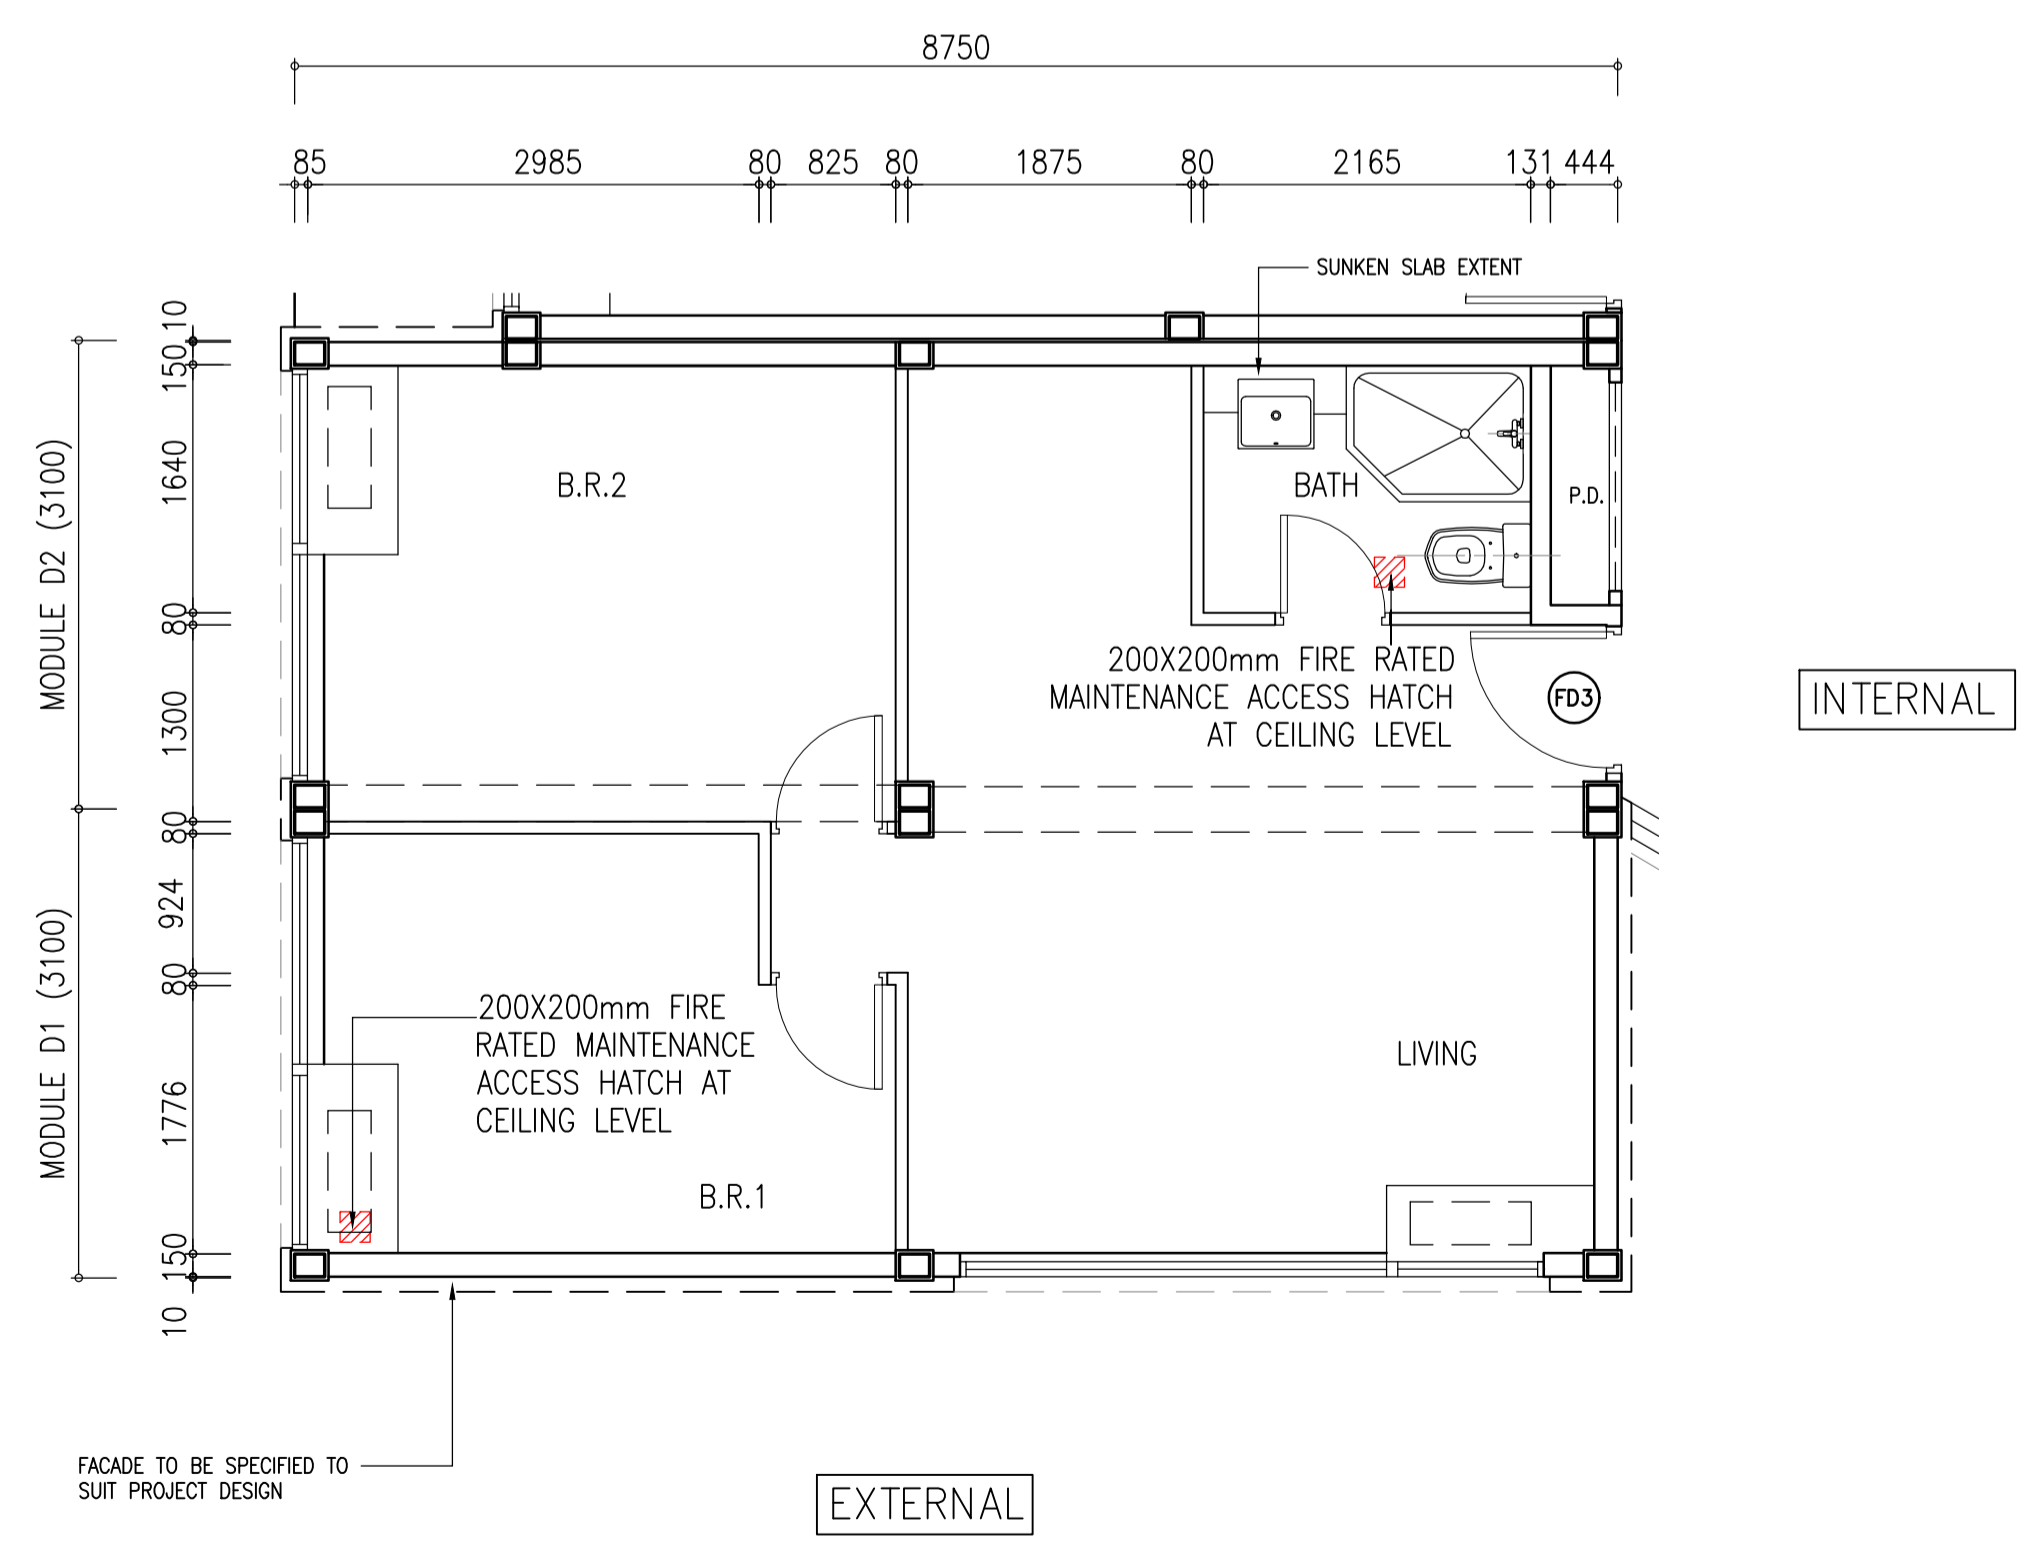 8750
85 2985 80 825 80 1875 80 2165 131 444
SUNKEN SLAB EXTENT
10
150
1640
80
1300
80
924
80
1776
150
10
MODULE D2 (3100)
MODULE D1 (3100)
B.R.2
BATH
P.D.
200X200mm FIRE RATED
MAINTENANCE ACCESS HATCH
AT CEILING LEVEL
FD3
INTERNAL
200X200mm FIRE
RATED MAINTENANCE
ACCESS HATCH AT
CEILING LEVEL
LIVING
B.R.1
FACADE TO BE SPECIFIED TO
SUIT PROJECT DESIGN
EXTERNAL